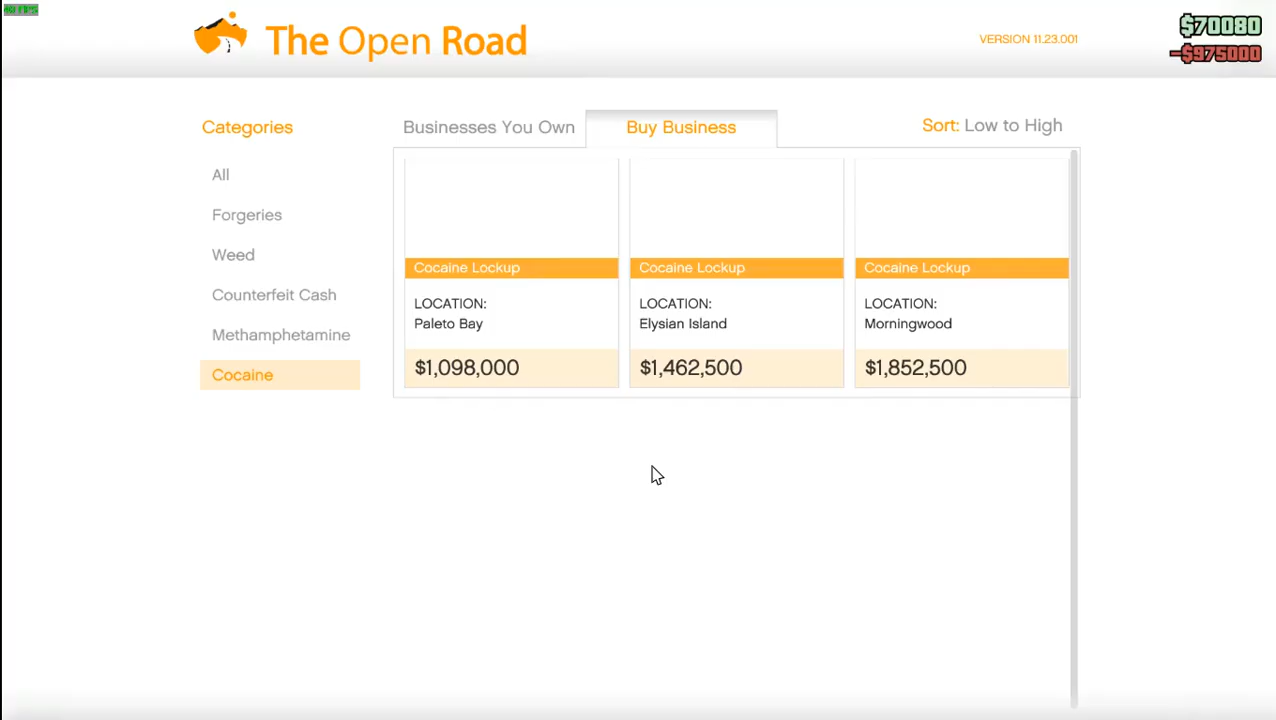 The Open Road
VERSION 11.23.001
$70080
-$975000
Categories
Businesses You Own
Buy Business
Sort: Low to High
All
Forgeries
Weed
Counterfeit Cash
Methamphetamine
Cocaine
Cocaine Lockup
LOCATION:
Paleto Bay
$1,098,000
Cocaine Lockup
LOCATION:
Elysian Island
$1,462,500
Cocaine Lockup
LOCATION:
Morningwood
$1,852,500